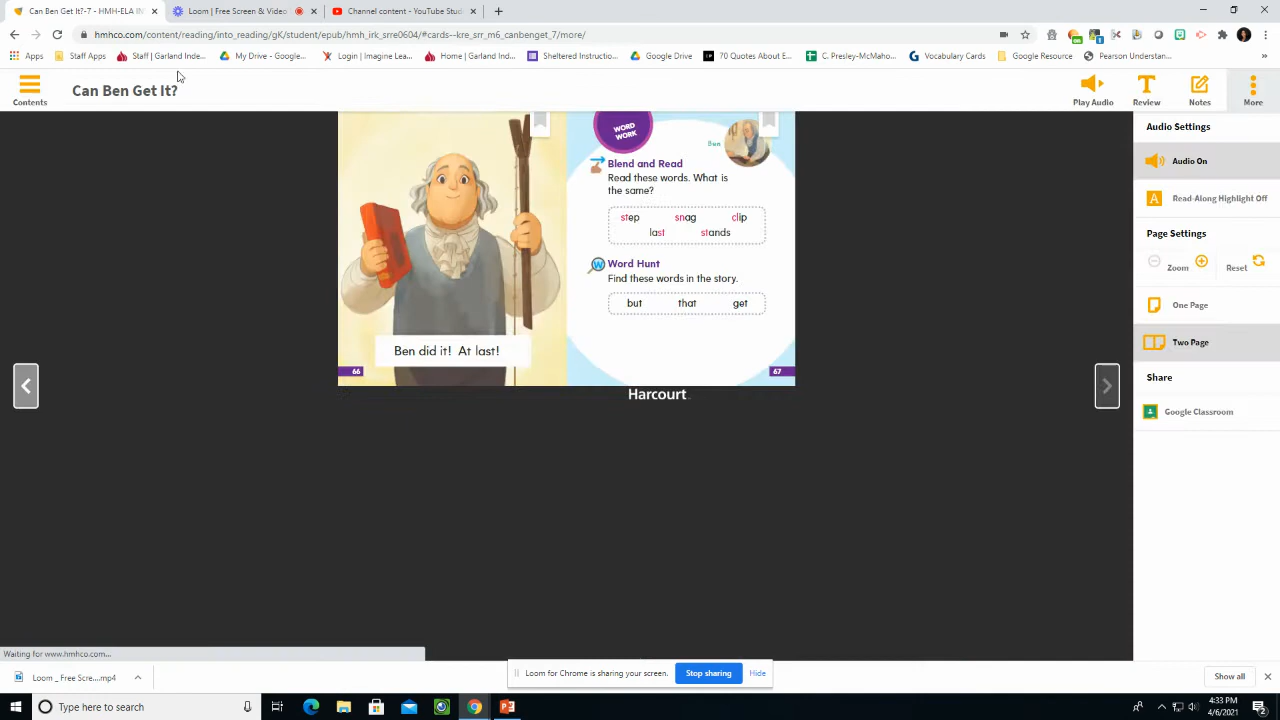 Can Ben Get It?-7 - HMH-ELA IN
Loom | Free Screen & Video
Channel content - YouTube Stud
hmhco.com/content/reading/into_reading/gK/student/epub/hmh_irk_srre0604/#cards--kre_srr_m6_canbenget_7/more/
Apps
Staff Apps
Staff | Garland Inde...
My Drive - Google...
Login | Imagine Lea...
Home | Garland Ind...
Sheltered Instructio...
Google Drive
70 Quotes About E...
C. Presley-McMaho...
Vocabulary Cards
Google Resource
Pearson Understan...
»
Contents
Can Ben Get It?
Play Audio
Review
Notes
More
WORD
WORK
Ben
Blend and Read
Read these words. What is
the same?
step snag clip
last stands
Word Hunt
Find these words in the story.
but that get
Ben did it! At last!
66
67
Harcourt
Audio Settings
Audio On
Read-Along Highlight Off
Page Settings
Zoom
Reset
One Page
Two Page
Share
Google Classroom
Waiting for www.hmhco.com...
Loom _ Free Scre....mp4
Loom for Chrome is sharing your screen.
Stop sharing
Hide
Show all
Type here to search
4:33 PM
4/6/2021